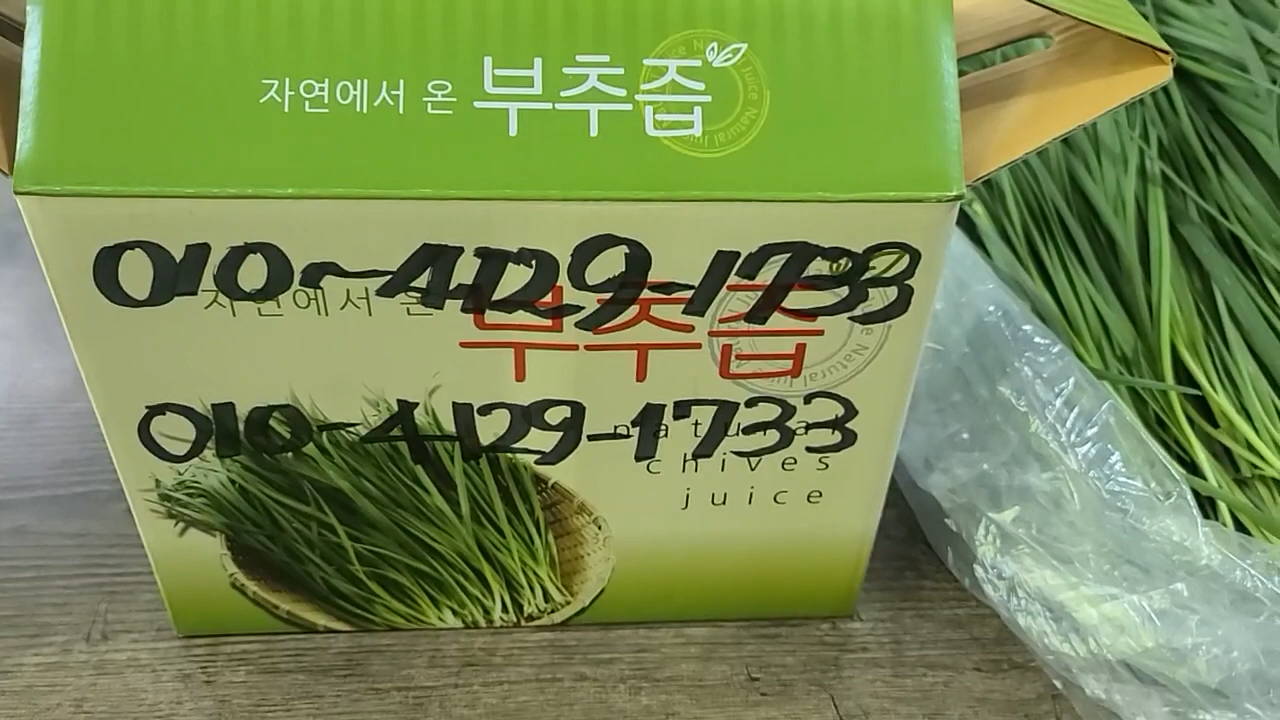 자연에서 온 부추즙
010-4129-1733
자연에서 온 부추즙
010-4129-1733
natural
chives
juice